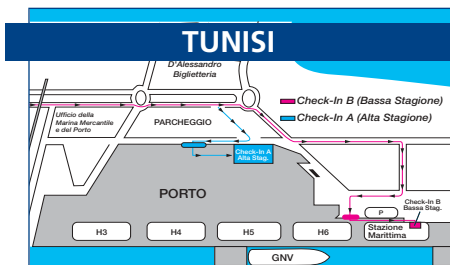 TUNISI
D'Alessandro
Biglietteria
Check-In B (Bassa Stagione)
Check-In A (Alta Stagione)
Ufficio della
Marina Mercantile
e del Porto
PARCHEGGIO
Check-In A
Alta Stag.
PORTO
Check-In B
Bassa Stag.
P
H3
H4
H5
H6
Stazione
Marittima
GNV